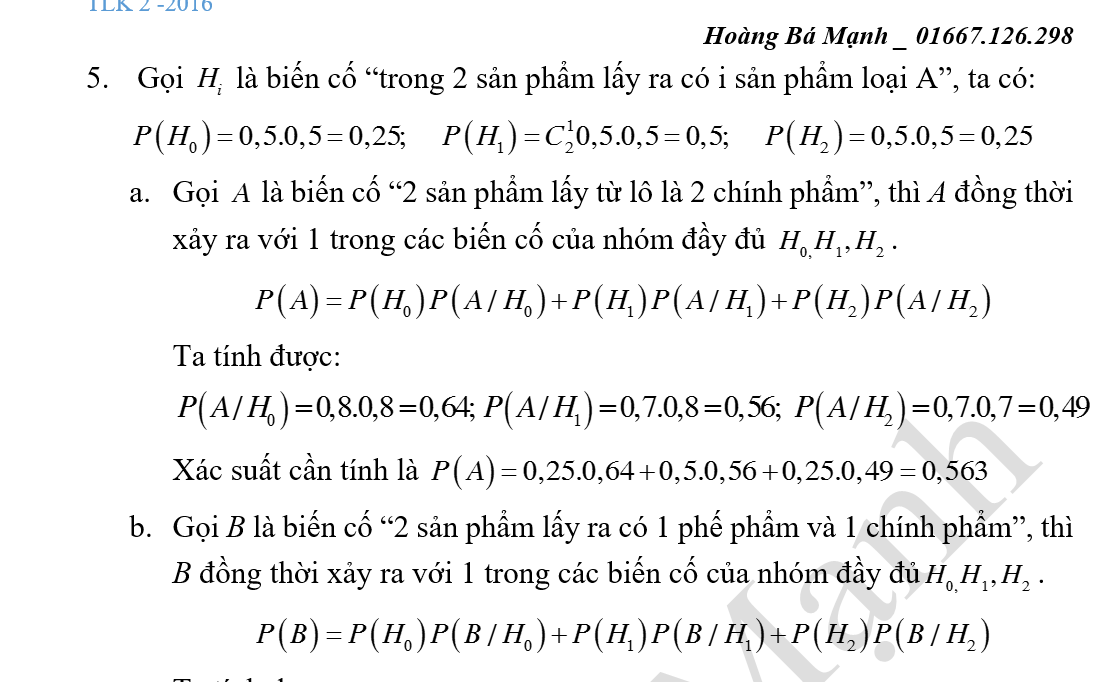 TLK 2 -2016
Hoàng Bá Mạnh _ 01667.126.298
5. Gọi H_i là biến cố “trong 2 sản phẩm lấy ra có i sản phẩm loại A”, ta có:
P(H_0) = 0,5.0,5 = 0,25; P(H_1) = C_2^1 0,5.0,5 = 0,5; P(H_2) = 0,5.0,5 = 0,25
a. Gọi A là biến cố “2 sản phẩm lấy từ lô là 2 chính phẩm”, thì A đồng thời
xảy ra với 1 trong các biến cố của nhóm đầy đủ H_0, H_1, H_2 .
P(A) = P(H_0)P(A/H_0) + P(H_1)P(A/H_1) + P(H_2)P(A/H_2)
Ta tính được:
P(A/H_0) = 0,8.0,8 = 0,64; P(A/H_1) = 0,7.0,8 = 0,56; P(A/H_2) = 0,7.0,7 = 0,49
Xác suất cần tính là P(A) = 0,25.0,64 + 0,5.0,56 + 0,25.0,49 = 0,563
b. Gọi B là biến cố “2 sản phẩm lấy ra có 1 phế phẩm và 1 chính phẩm”, thì
B đồng thời xảy ra với 1 trong các biến cố của nhóm đầy đủ H_0, H_1, H_2 .
P(B) = P(H_0)P(B/H_0) + P(H_1)P(B/H_1) + P(H_2)P(B/H_2)
Mạnh